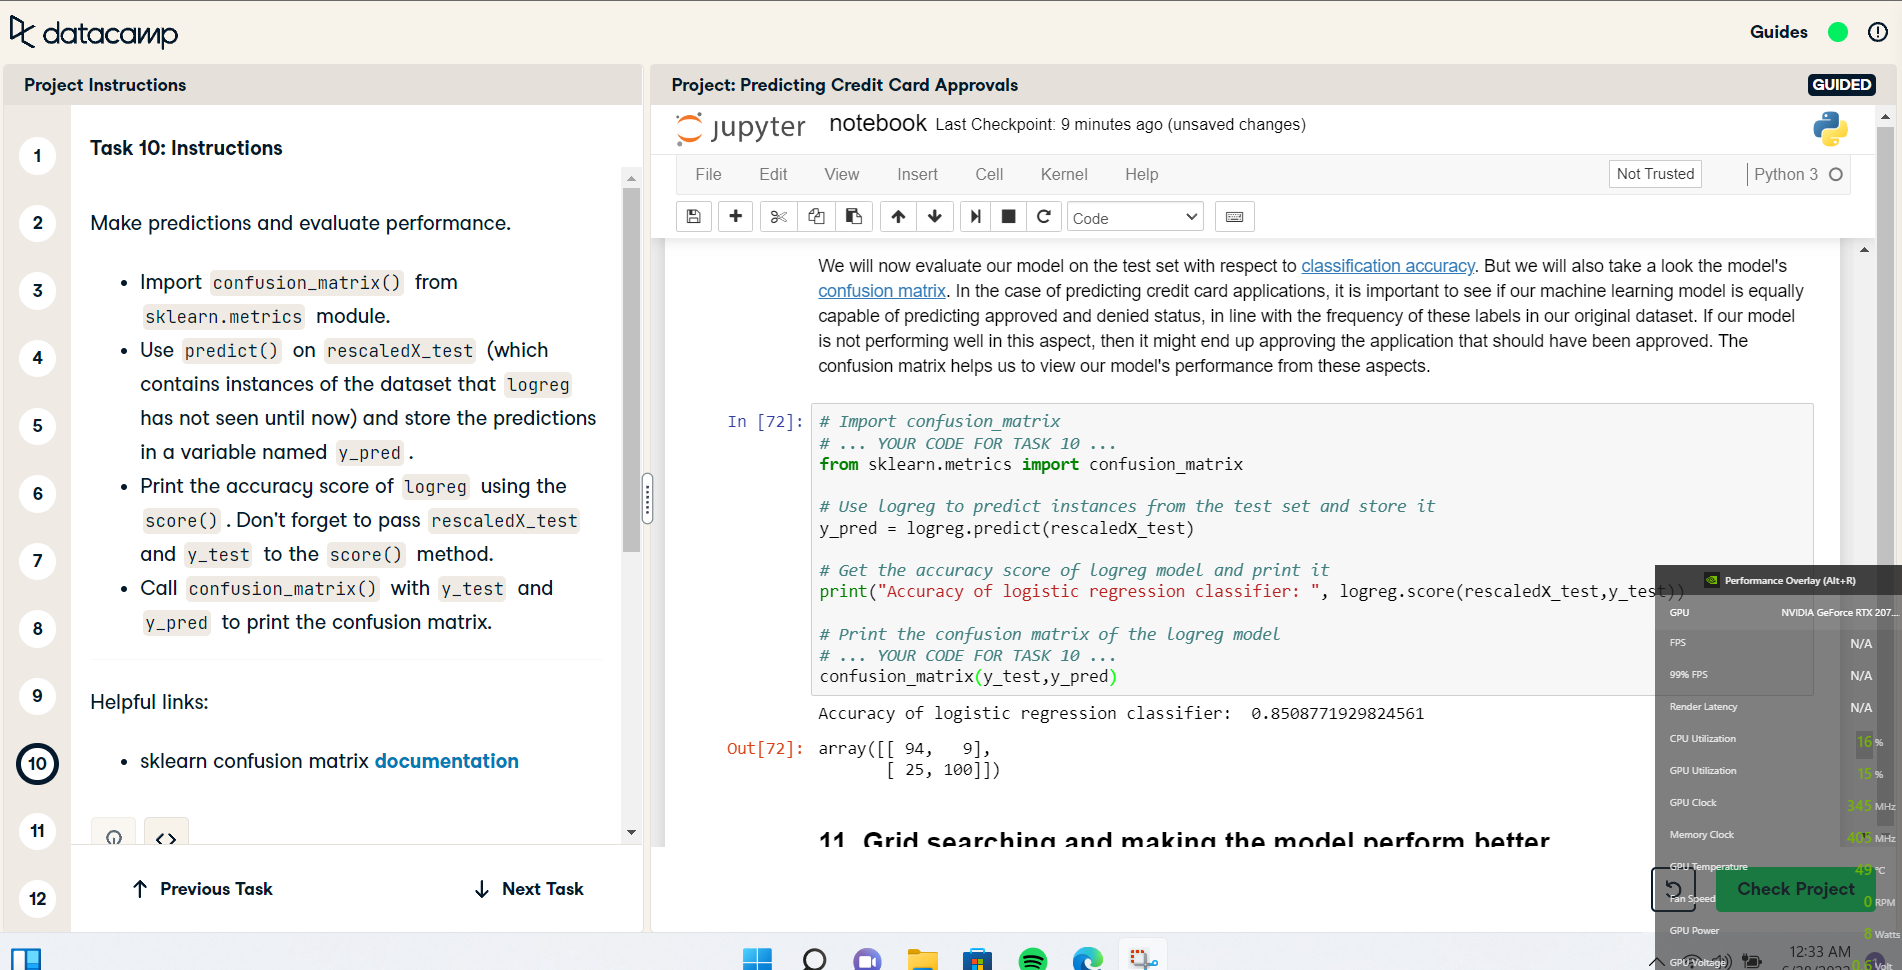 datacamp
Guides
Project Instructions
Project: Predicting Credit Card Approvals
GUIDED
1
2
3
4
5
6
7
8
9
10
11
12
Task 10: Instructions
Make predictions and evaluate performance.
• Import confusion_matrix() from
sklearn.metrics module.
• Use predict() on rescaledX_test (which
contains instances of the dataset that logreg
has not seen until now) and store the predictions
in a variable named y_pred .
• Print the accuracy score of logreg using the
score() . Don't forget to pass rescaledX_test
and y_test to the score() method.
• Call confusion_matrix() with y_test and
y_pred to print the confusion matrix.
Helpful links:
• sklearn confusion matrix documentation
<>
Previous Task
Next Task
jupyter notebook Last Checkpoint: 9 minutes ago (unsaved changes)
File Edit View Insert Cell Kernel Help
Not Trusted
Python 3
Code
We will now evaluate our model on the test set with respect to classification accuracy. But we will also take a look the model's
confusion matrix. In the case of predicting credit card applications, it is important to see if our machine learning model is equally
capable of predicting approved and denied status, in line with the frequency of these labels in our original dataset. If our model
is not performing well in this aspect, then it might end up approving the application that should have been approved. The
confusion matrix helps us to view our model's performance from these aspects.
In [72]:
# Import confusion_matrix
# ... YOUR CODE FOR TASK 10 ...
from sklearn.metrics import confusion_matrix
# Use logreg to predict instances from the test set and store it
y_pred = logreg.predict(rescaledX_test)
# Get the accuracy score of logreg model and print it
print("Accuracy of logistic regression classifier: ", logreg.score(rescaledX_test,y_test))
# Print the confusion matrix of the logreg model
# ... YOUR CODE FOR TASK 10 ...
confusion_matrix(y_test,y_pred)
Accuracy of logistic regression classifier:  0.8508771929824561
Out[72]: array([[ 94,   9],
[ 25, 100]])
11. Grid searching and making the model perform better
Check Project
Performance Overlay (Alt+R)
GPU NVIDIA GeForce RTX 207...
FPS N/A
99% FPS N/A
Render Latency N/A
CPU Utilization 16 %
GPU Utilization 15 %
GPU Clock 345 MHz
Memory Clock 405 MHz
GPU Temperature 49 °C
Fan Speed 0 RPM
GPU Power 8 Watts
GPU Voltage
12:33 AM